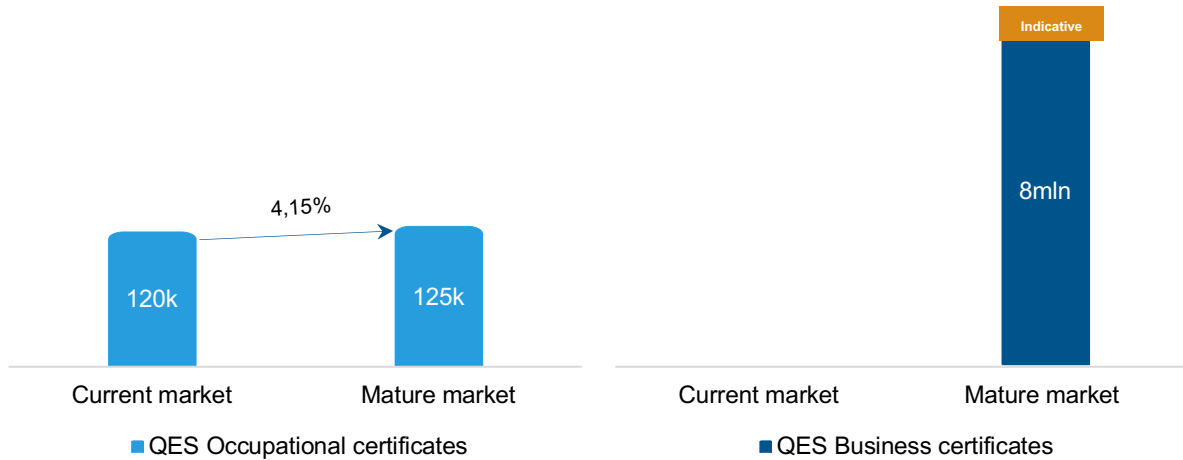 4,15%
120k
125k
Current market
Mature market
QES Occupational certificates
Indicative
8mln
Current market
Mature market
QES Business certificates